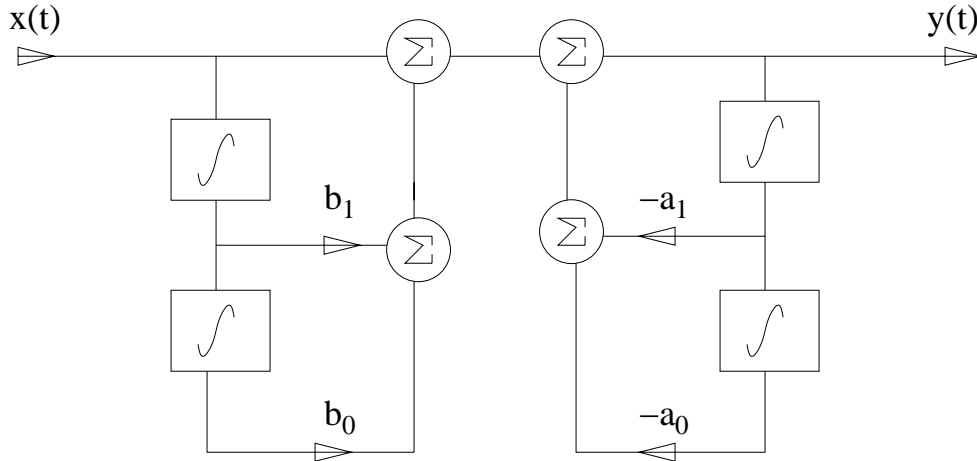 x(t) y(t)
Σ Σ
∫ ∫
b₁ −a₁
Σ Σ
∫ ∫
b₀ −a₀